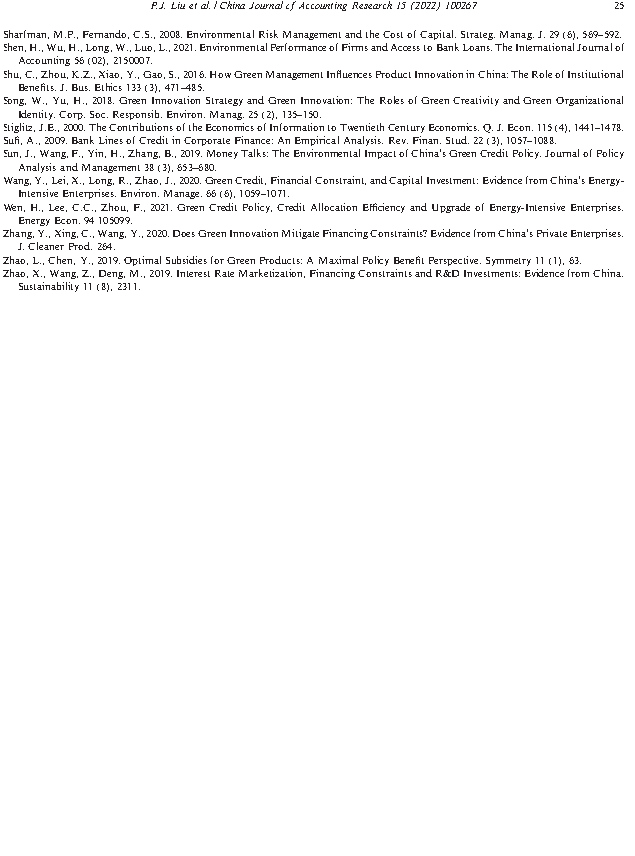 P.J. Liu et al. / China Journal of Accounting Research 15 (2022) 100267 25
Sharfman, M.P., Fernando, C.S., 2008. Environmental Risk Management and the Cost of Capital. Strateg. Manag. J. 29 (6), 569–592.
Shen, H., Wu, H., Long, W., Luo, L., 2021. Environmental Performance of Firms and Access to Bank Loans. The International Journal of
Accounting 56 (02), 2150007.
Shu, C., Zhou, K.Z., Xiao, Y., Gao, S., 2016. How Green Management Influences Product Innovation in China: The Role of Institutional
Benefits. J. Bus. Ethics 133 (3), 471–485.
Song, W., Yu, H., 2018. Green Innovation Strategy and Green Innovation: The Roles of Green Creativity and Green Organizational
Identity. Corp. Soc. Responsib. Environ. Manag. 25 (2), 135–150.
Stiglitz, J.E., 2000. The Contributions of the Economics of Information to Twentieth Century Economics. Q. J. Econ. 115 (4), 1441–1478.
Sufi, A., 2009. Bank Lines of Credit in Corporate Finance: An Empirical Analysis. Rev. Finan. Stud. 22 (3), 1057–1088.
Sun, J., Wang, F., Yin, H., Zhang, B., 2019. Money Talks: The Environmental Impact of China's Green Credit Policy. Journal of Policy
Analysis and Management 38 (3), 653–680.
Wang, Y., Lei, X., Long, R., Zhao, J., 2020. Green Credit, Financial Constraint, and Capital Investment: Evidence from China's Energy-
Intensive Enterprises. Environ. Manage. 66 (6), 1059–1071.
Wen, H., Lee, C.C., Zhou, F., 2021. Green Credit Policy, Credit Allocation Efficiency and Upgrade of Energy-Intensive Enterprises.
Energy Econ. 94 105099.
Zhang, Y., Xing, C., Wang, Y., 2020. Does Green Innovation Mitigate Financing Constraints? Evidence from China's Private Enterprises.
J. Cleaner Prod. 264.
Zhao, L., Chen, Y., 2019. Optimal Subsidies for Green Products: A Maximal Policy Benefit Perspective. Symmetry 11 (1), 63.
Zhao, X., Wang, Z., Deng, M., 2019. Interest Rate Marketization, Financing Constraints and R&D Investments: Evidence from China.
Sustainability 11 (8), 2311.